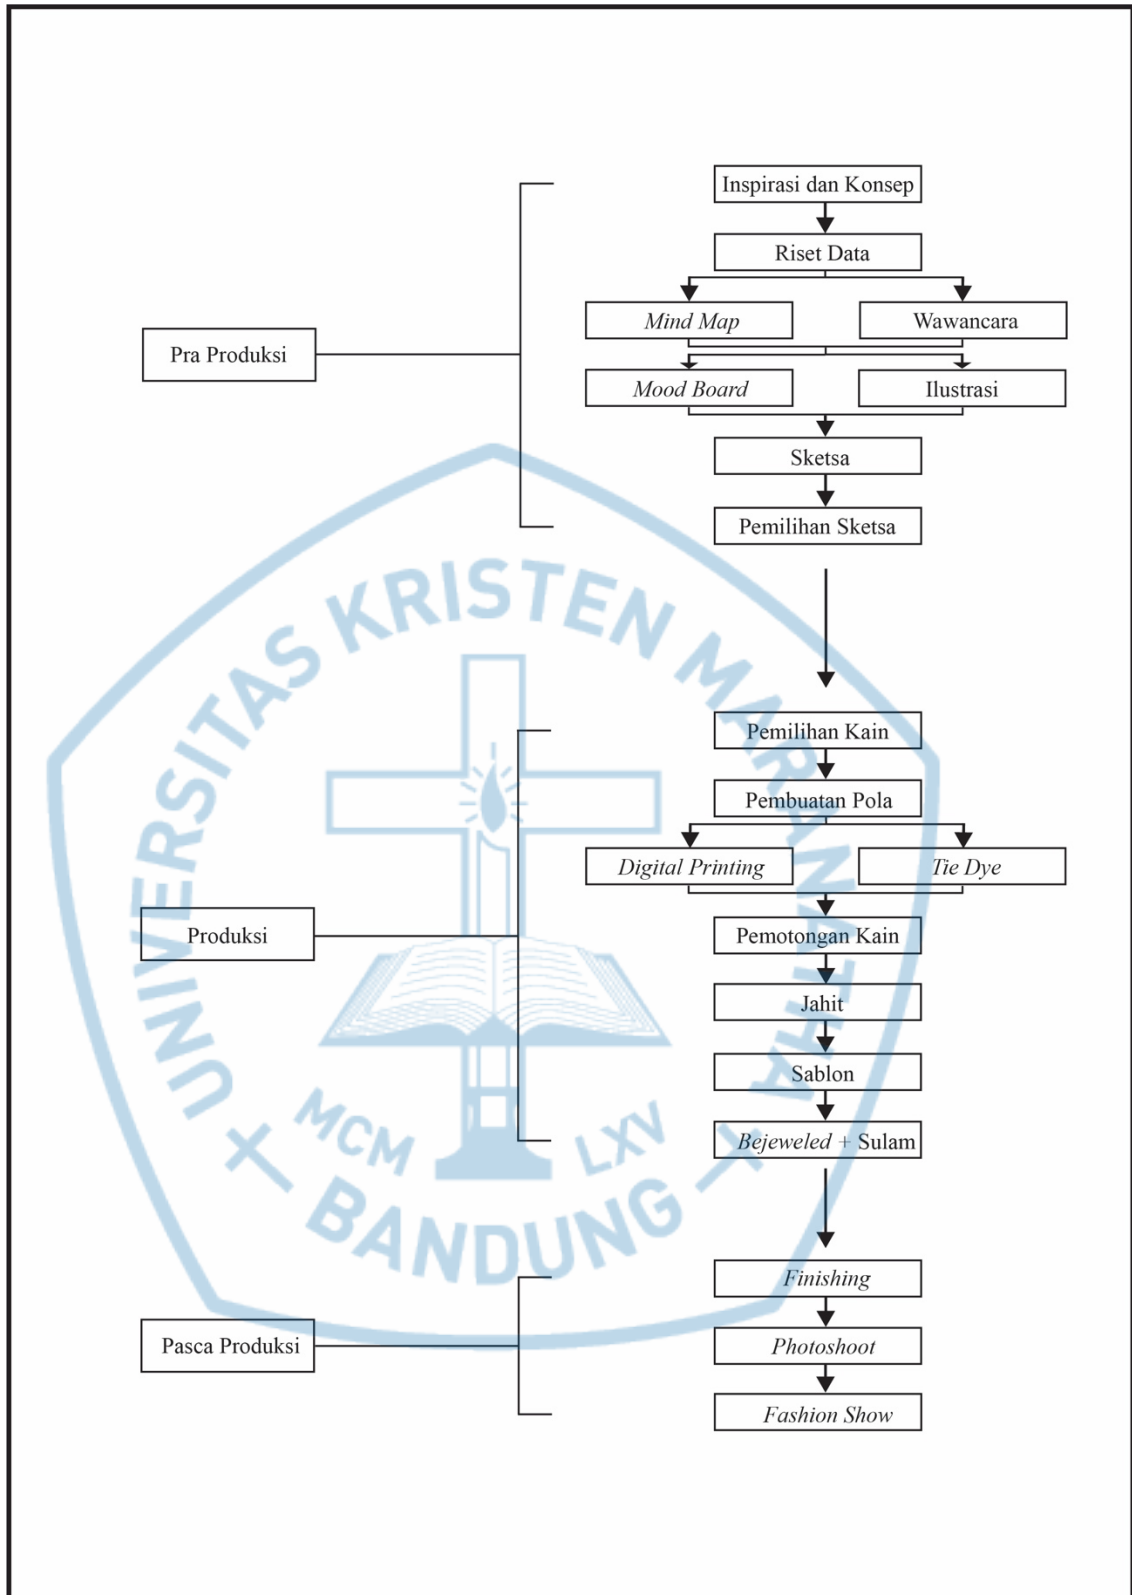 Inspirasi dan Konsep
Riset Data
Mind Map
Wawancara
Pra Produksi
Mood Board
Ilustrasi
Sketsa
Pemilihan Sketsa
UNIVERSITAS KRISTEN MARANATHA
Pemilihan Kain
Pembuatan Pola
Digital Printing
Tie Dye
Produksi
Pemotongan Kain
Jahit
Sablon
Bejeweled + Sulam
MCM LXV
BANDUNG
Finishing
Pasca Produksi
Photoshoot
Fashion Show